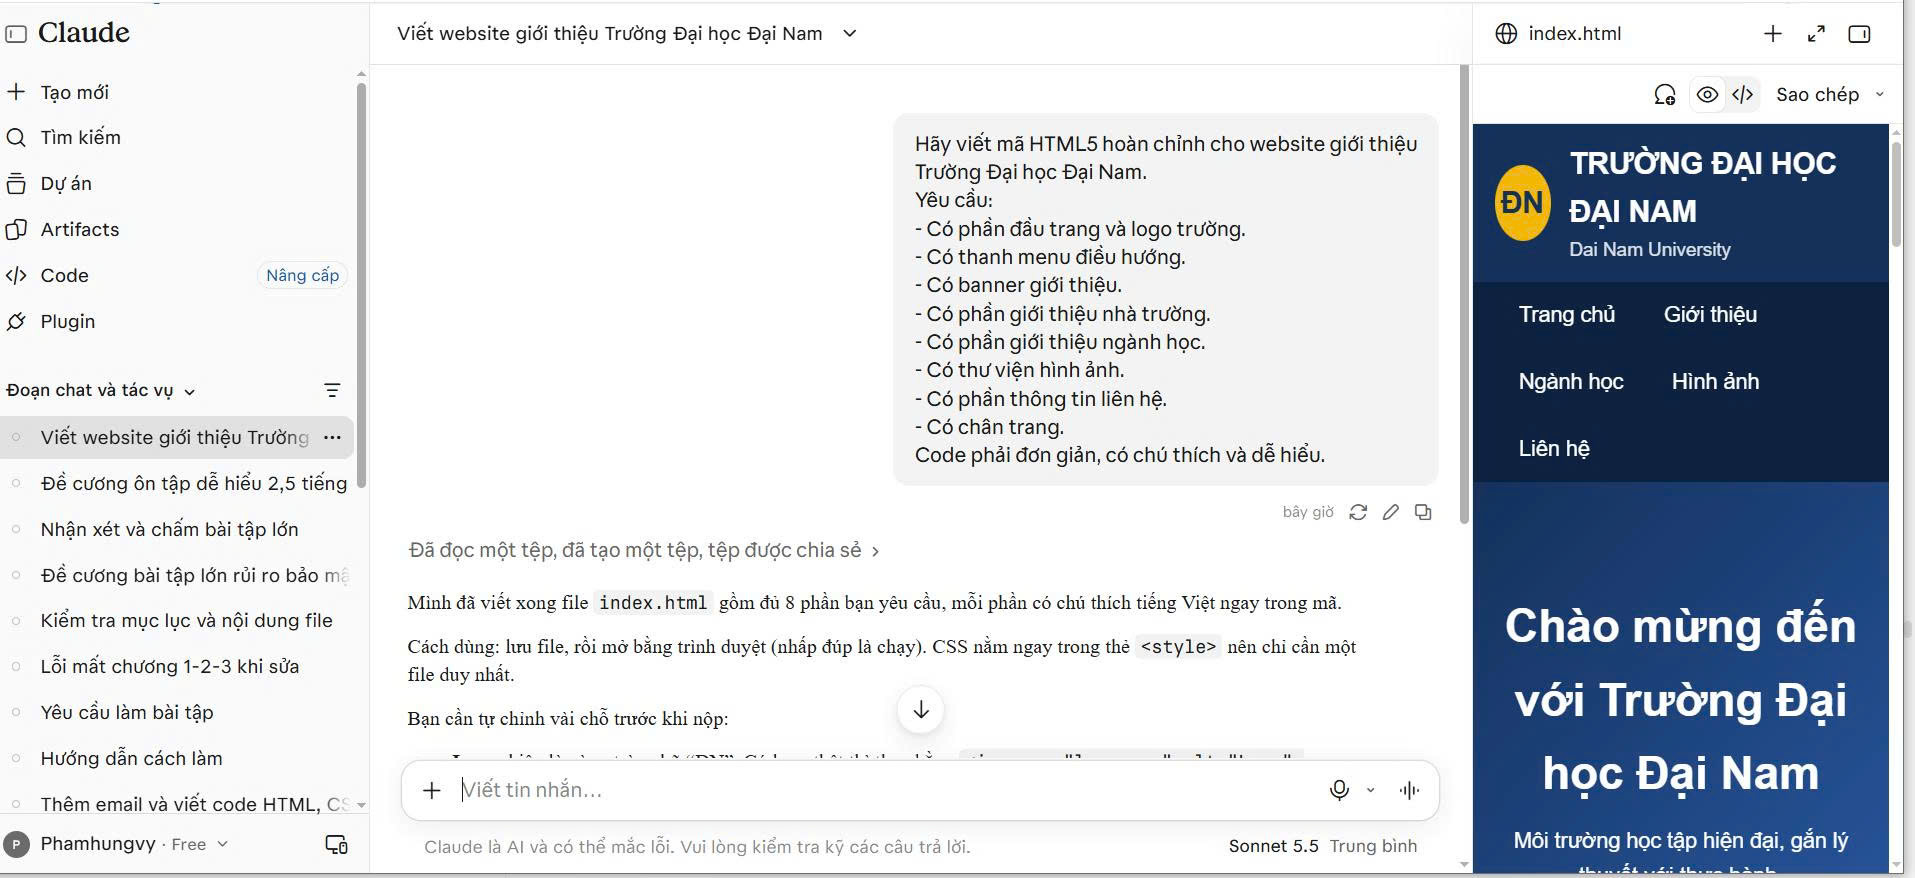 Claude
Tạo mới
Tìm kiếm
Dự án
Artifacts
Code
Nâng cấp
Plugin
Đoạn chat và tác vụ
Viết website giới thiệu Trường
Đề cương ôn tập dễ hiểu 2,5 tiếng
Nhận xét và chấm bài tập lớn
Đề cương bài tập lớn rủi ro bảo mậ
Kiểm tra mục lục và nội dung file
Lỗi mất chương 1-2-3 khi sửa
Yêu cầu làm bài tập
Hướng dẫn cách làm
Thêm email và viết code HTML, CS
P
Phamhungvy · Free
Viết website giới thiệu Trường Đại học Đại Nam
Hãy viết mã HTML5 hoàn chỉnh cho website giới thiệu
Trường Đại học Đại Nam.
Yêu cầu:
- Có phần đầu trang và logo trường.
- Có thanh menu điều hướng.
- Có banner giới thiệu.
- Có phần giới thiệu nhà trường.
- Có phần giới thiệu ngành học.
- Có thư viện hình ảnh.
- Có phần thông tin liên hệ.
- Có chân trang.
Code phải đơn giản, có chú thích và dễ hiểu.
bây giờ
Đã đọc một tệp, đã tạo một tệp, tệp được chia sẻ
Mình đã viết xong file index.html gồm đủ 8 phần bạn yêu cầu, mỗi phần có chú thích tiếng Việt ngay trong mã.
Cách dùng: lưu file, rồi mở bằng trình duyệt (nhấp đúp là chạy). CSS nằm ngay trong thẻ <style> nên chỉ cần một
file duy nhất.
Bạn cần tự chỉnh vài chỗ trước khi nộp:
Viết tin nhắn...
Claude là AI và có thể mắc lỗi. Vui lòng kiểm tra kỹ các câu trả lời.
Sonnet 5.5 Trung bình
index.html
Sao chép
ĐN
TRƯỜNG ĐẠI HỌC
ĐẠI NAM
Dai Nam University
Trang chủ
Giới thiệu
Ngành học
Hình ảnh
Liên hệ
Chào mừng đến
với Trường Đại
học Đại Nam
Môi trường học tập hiện đại, gắn lý